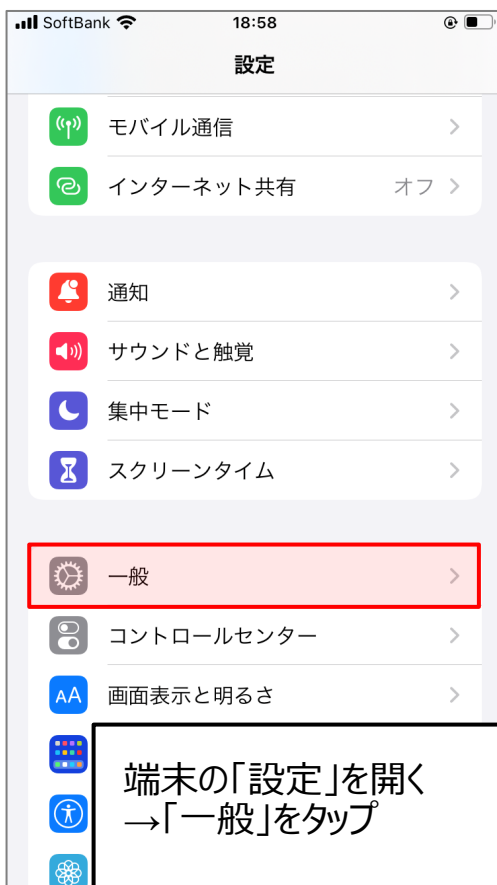 SoftBank 18:58
設定
モバイル通信
インターネット共有 オフ
通知
サウンドと触覚
集中モード
スクリーンタイム
一般
コントロールセンター
AA 画面表示と明るさ
端末の「設定」を開く
→「一般」をタップ